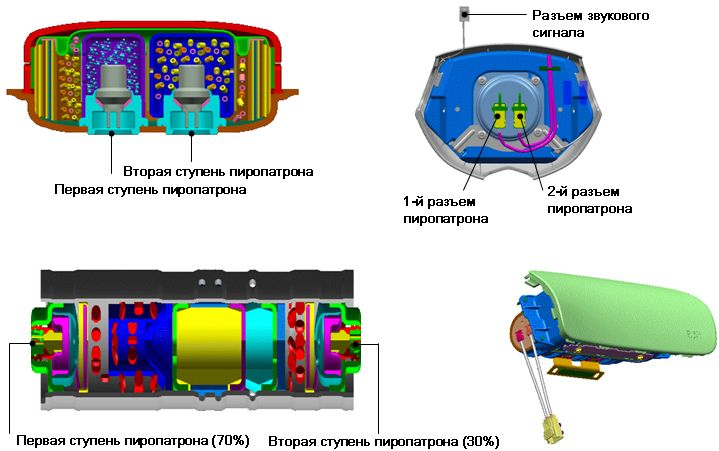 Разъем звукового
сигнала
Вторая ступень пиропатрона
Первая ступень пиропатрона
1-й разъем
пиропатрона
2-й разъем
пиропатрона
Первая ступень пиропатрона (70%)
Вторая ступень пиропатрона (30%)